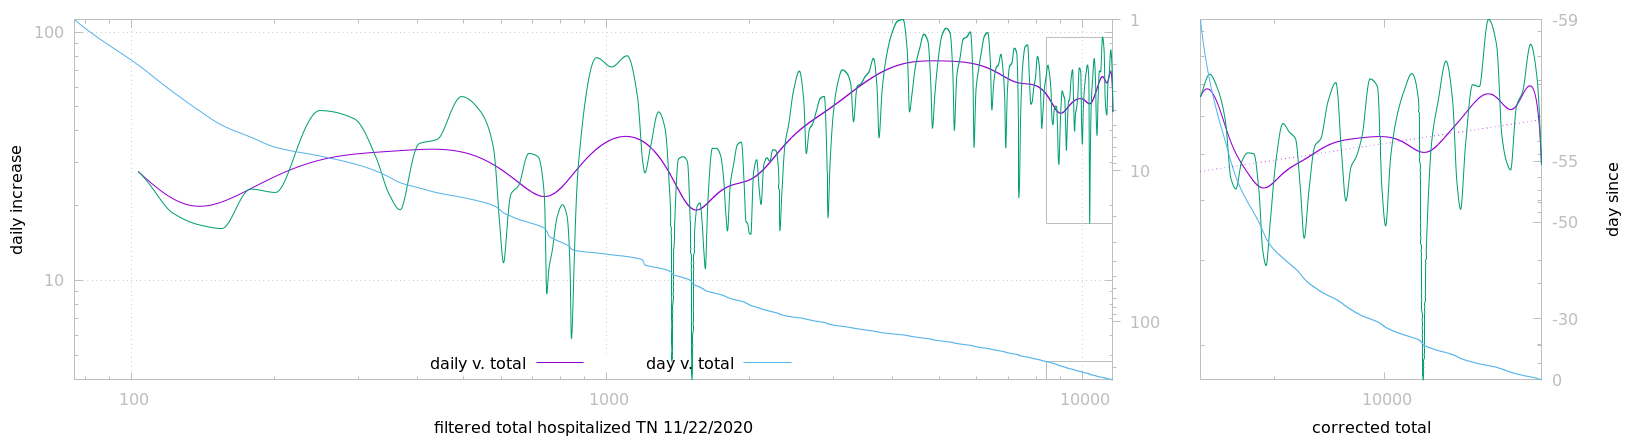 100
10
daily increase
1
10
100
daily v. total
day v. total
100
1000
10000
filtered total hospitalized TN 11/22/2020
-59
-55
-50
-30
0
day since
10000
corrected total